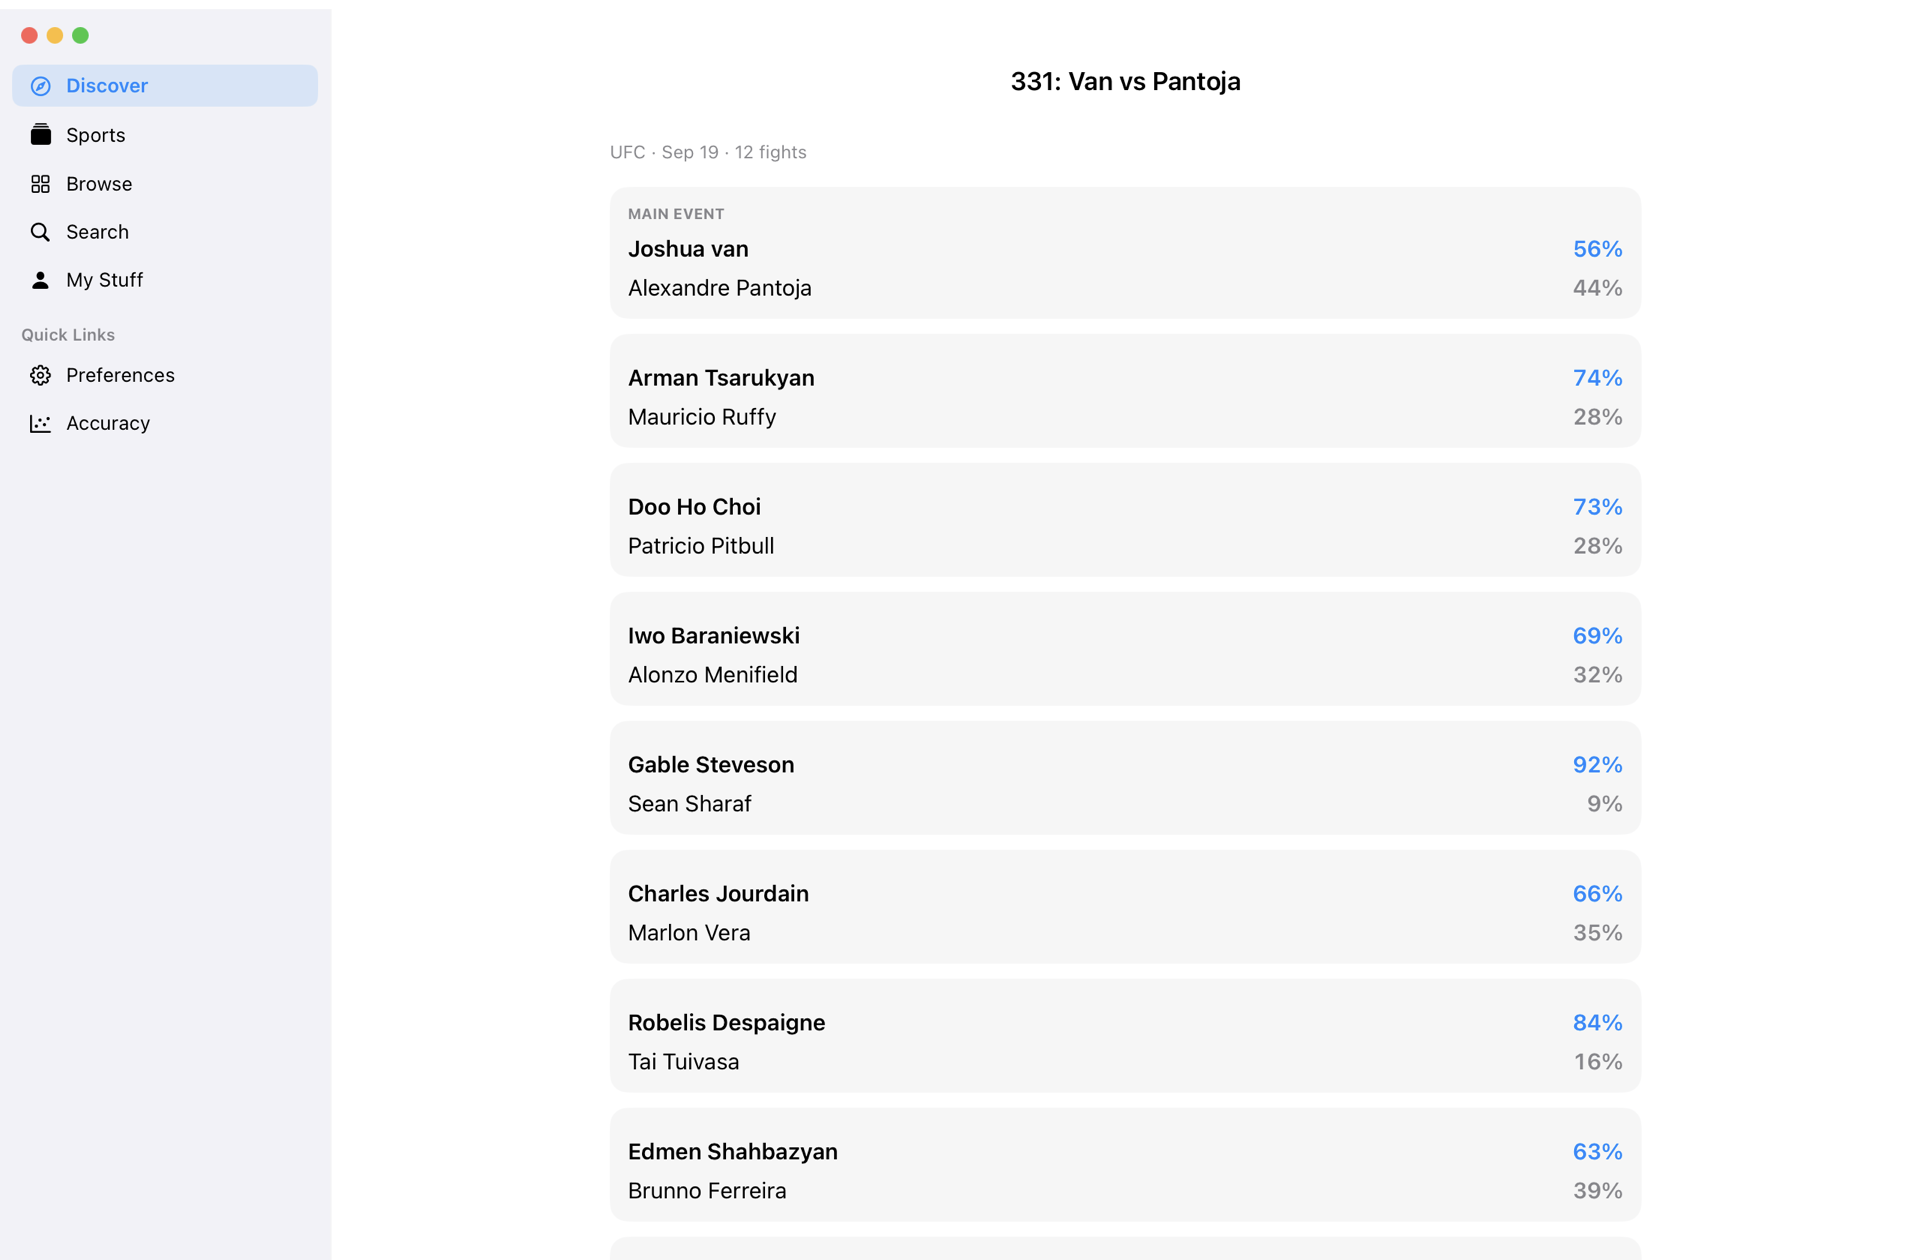 Discover
Sports
Browse
Search
My Stuff
Quick Links
Preferences
Accuracy
331: Van vs Pantoja
UFC · Sep 19 · 12 fights
MAIN EVENT
Joshua van 56%
Alexandre Pantoja 44%
Arman Tsarukyan 74%
Mauricio Ruffy 28%
Doo Ho Choi 73%
Patricio Pitbull 28%
Iwo Baraniewski 69%
Alonzo Menifield 32%
Gable Steveson 92%
Sean Sharaf 9%
Charles Jourdain 66%
Marlon Vera 35%
Robelis Despaigne 84%
Tai Tuivasa 16%
Edmen Shahbazyan 63%
Brunno Ferreira 39%